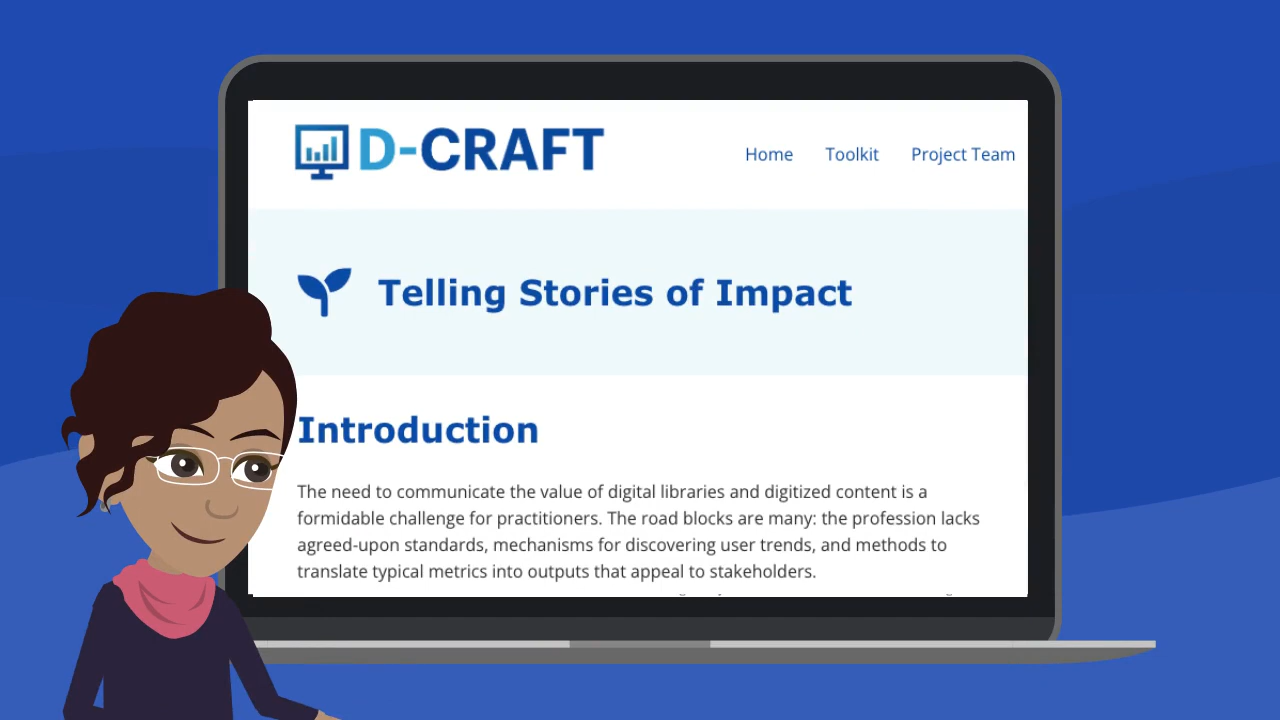 D-CRAFT
Home Toolkit Project Team
Telling Stories of Impact
Introduction
The need to communicate the value of digital libraries and digitized content is a
formidable challenge for practitioners. The road blocks are many: the profession lacks
agreed-upon standards, mechanisms for discovering user trends, and methods to
translate typical metrics into outputs that appeal to stakeholders.